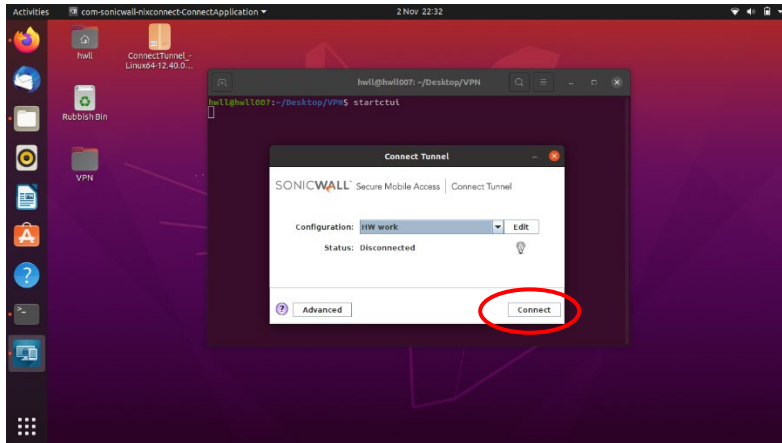 Activities com-sonicwall-nixconnect-ConnectApplication 2 Nov 22:32
hwll
ConnectTunnel_-
Linux64-12.40.0...
Rubbish Bin
VPN
hwll@hwll007: ~/Desktop/VPN
hwll@hwll007:~/Desktop/VPN$ startctui
Connect Tunnel
SONICWALL Secure Mobile Access | Connect Tunnel
Configuration: HW work Edit
Status: Disconnected
? Advanced Connect